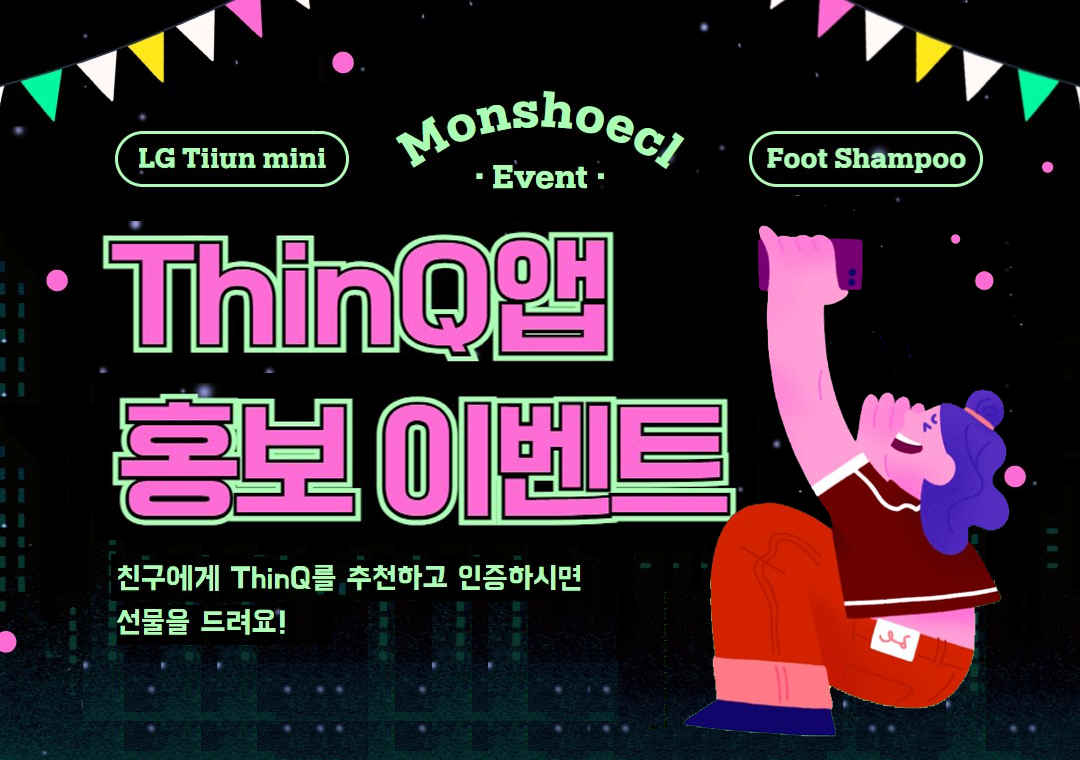 Monshoecl
LG Tiiun mini
· Event ·
Foot Shampoo
ThinQ앱
홍보 이벤트
친구에게 ThinQ를 추천하고 인증하시면
선물을 드려요!